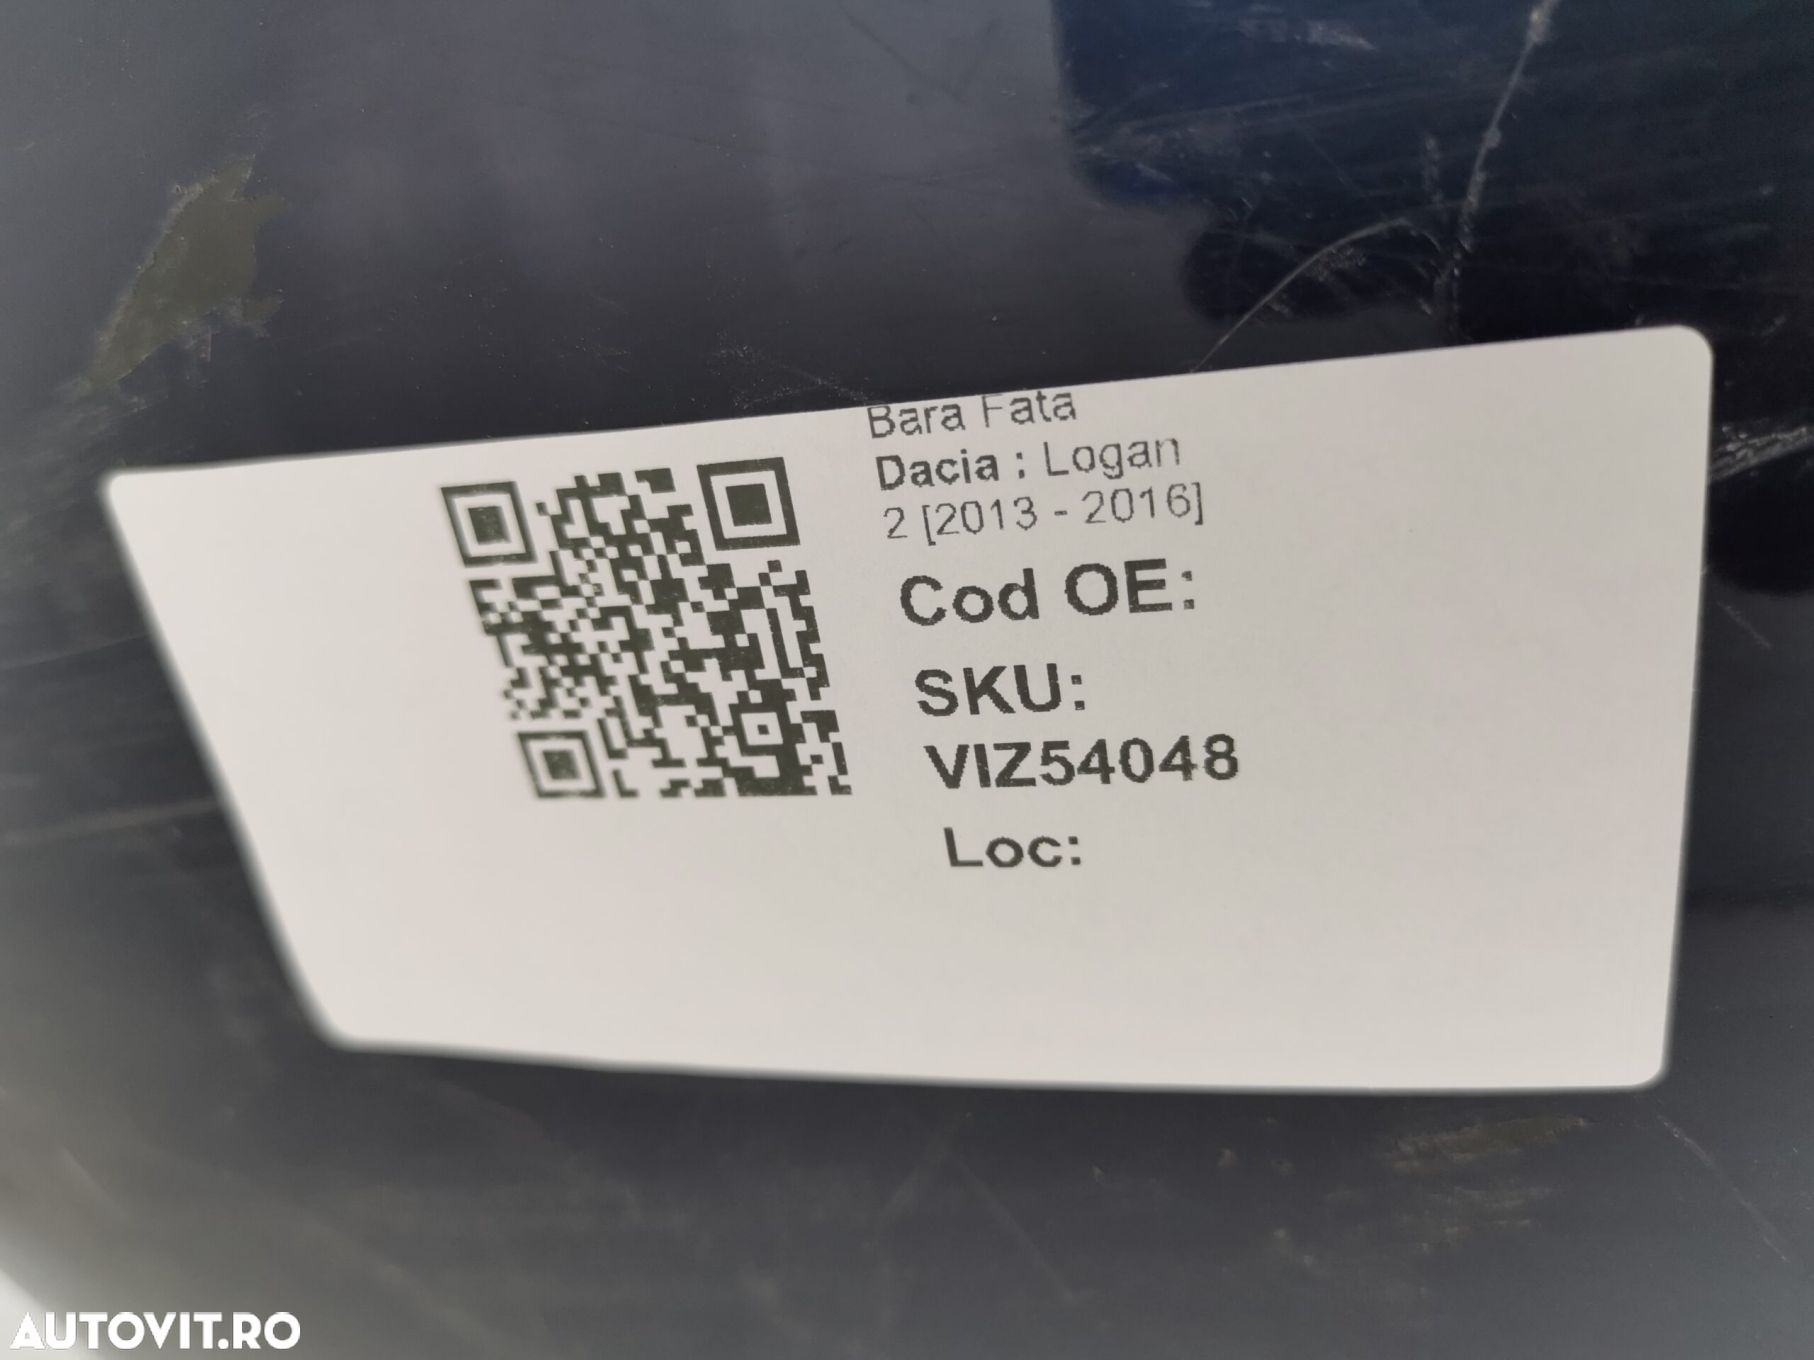 Bara Fata
Dacia : Logan
2 [2013 - 2016]
Cod OE:
SKU:
VIZ54048
Loc:
AUTOVIT.RO